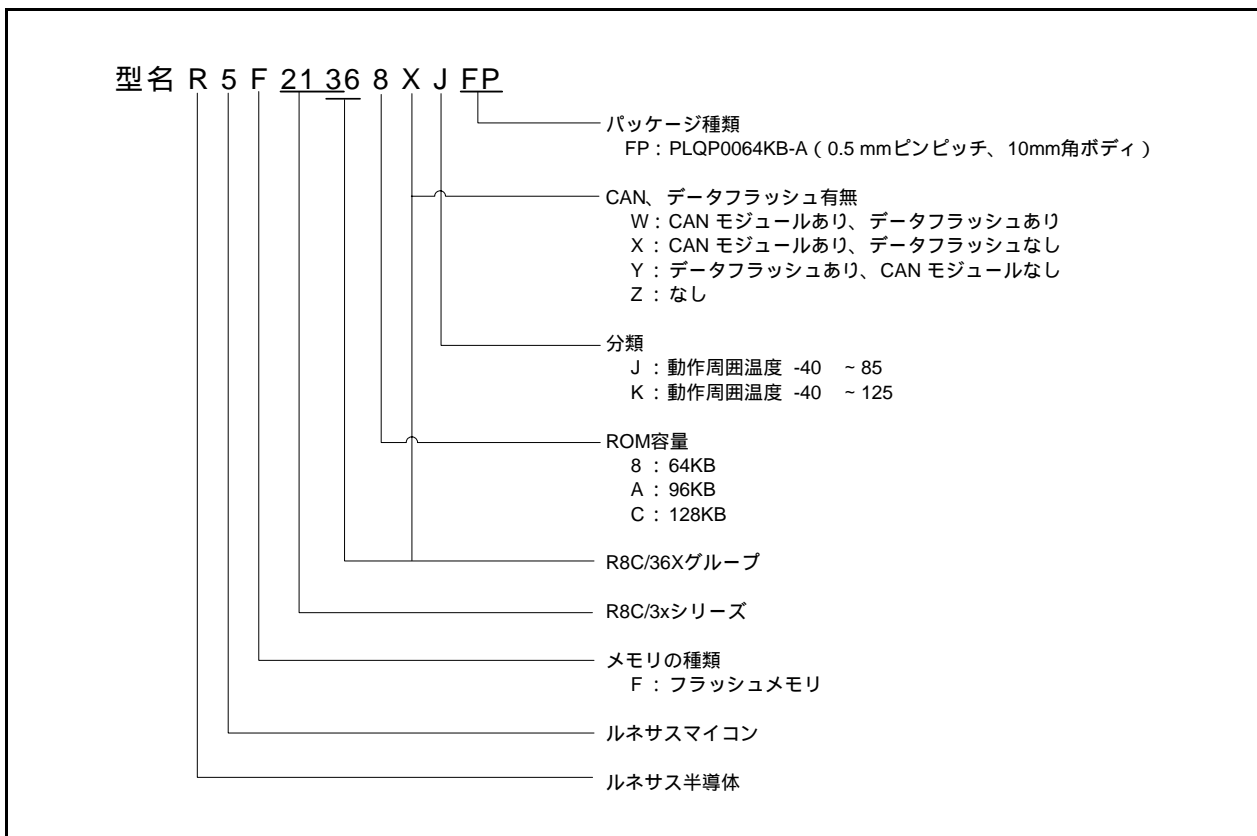 型名 R 5 F 21 36 8 X J FP
パッケージ種類
FP : PLQP0064KB-A ( 0.5 mmピンピッチ、10mm角ボディ )
CAN、データフラッシュ有無
W : CAN モジュールあり、データフラッシュあり
X : CAN モジュールあり、データフラッシュなし
Y : データフラッシュあり、CAN モジュールなし
Z : なし
分類
J : 動作周囲温度 -40 ~ 85
K : 動作周囲温度 -40 ~ 125
ROM容量
8 : 64KB
A : 96KB
C : 128KB
R8C/36Xグループ
R8C/3xシリーズ
メモリの種類
F : フラッシュメモリ
ルネサスマイコン
ルネサス半導体